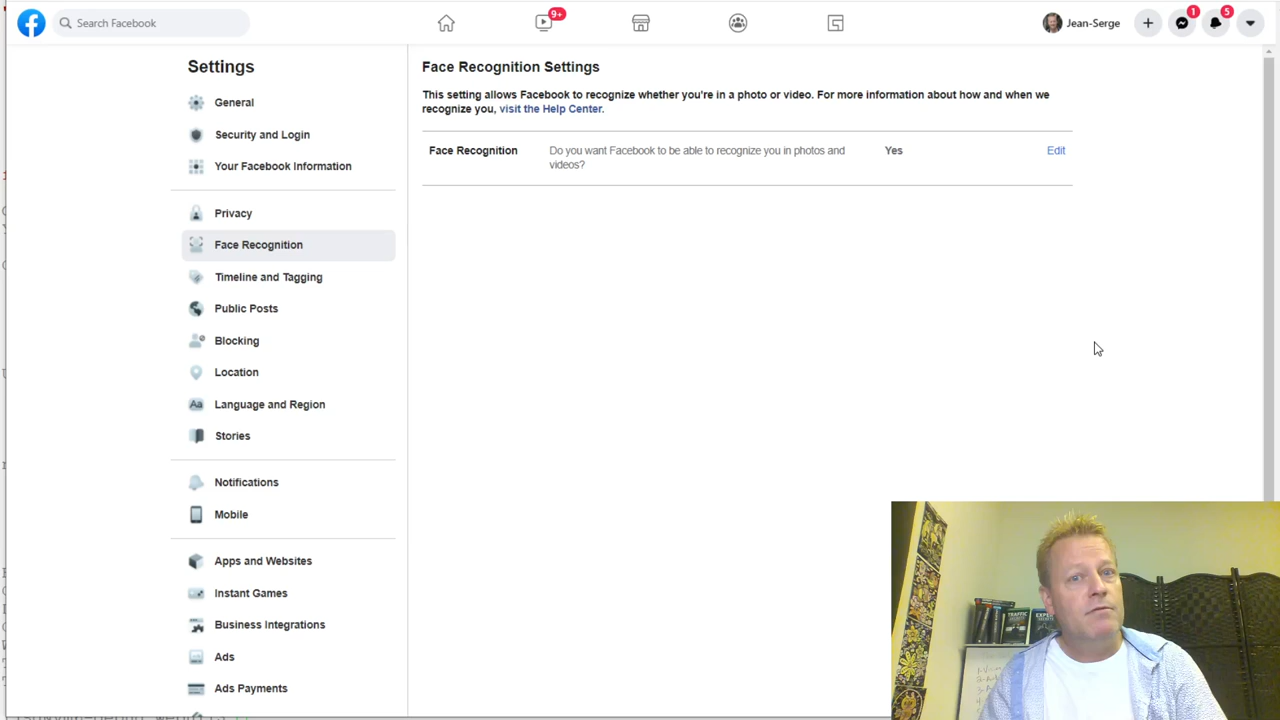 Search Facebook
9+
Jean-Serge
1
5
Settings
General
Security and Login
Your Facebook Information
Privacy
Face Recognition
Timeline and Tagging
Public Posts
Blocking
Location
Aa
Language and Region
Stories
Notifications
Mobile
Apps and Websites
Instant Games
Business Integrations
Ads
Ads Payments
Face Recognition Settings
This setting allows Facebook to recognize whether you're in a photo or video. For more information about how and when we
recognize you, visit the Help Center.
Face Recognition
Do you want Facebook to be able to recognize you in photos and
videos?
Yes
Edit
TRAFFIC